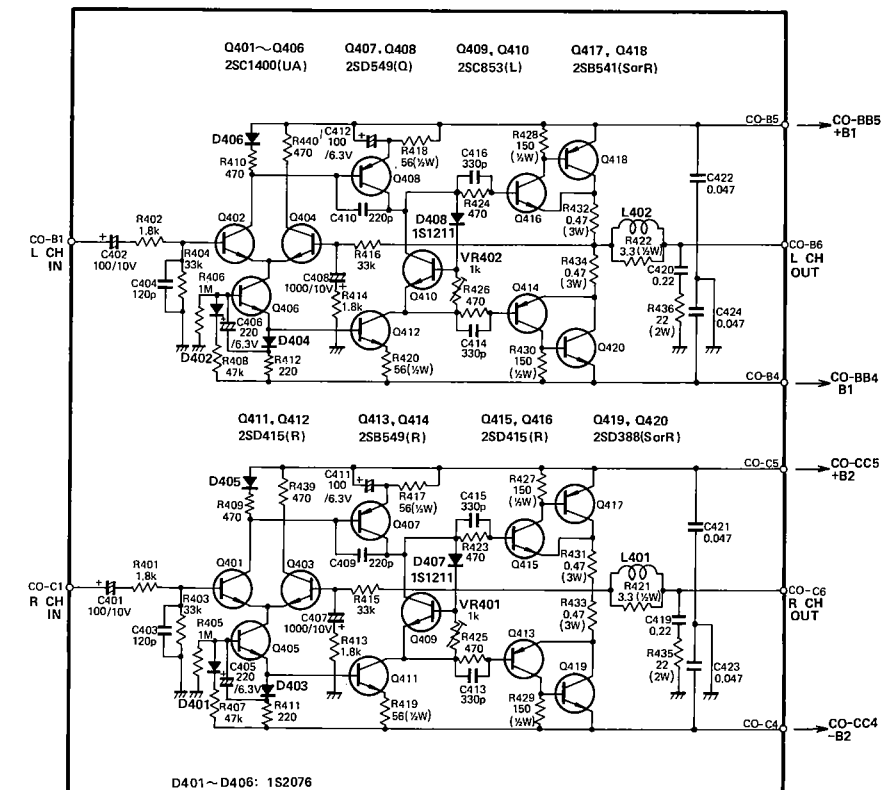 Q401～Q406 Q407, Q408 Q409, Q410 Q417, Q418
2SC1400(UA) 2SD549(Q) 2SC853(L) 2SB541(SorR)
CO-B5
CO-BB5
+B1
D406
R410
470
R440
470
C412
100
/6.3V
R418
56(½W)
Q408
C410
220p
C416
330p
R424
470
R428
150
(½W)
Q418
Q416
R432
0.47
(3W)
C422
0.047
CO-B1
L CH
IN
C402
100/10V
R402
1.8k
R404
33k
C404
120p
Q402
Q404
R406
1M
Q406
C406
220
/6.3V
D402
R408
47k
D404
R412
220
C408
1000/10V
R414
1.8k
R416
33k
Q410
D408
1S1211
VR402
1k
R426
470
C414
330p
Q412
R420
56(½W)
Q414
R430
150
(½W)
Q420
R434
0.47
(3W)
L402
R422
3.3(½W)
C420
0.22
R436
22
(2W)
C424
0.047
CO-B6
L CH
OUT
CO-B4
CO-BB4
B1
Q411, Q412 Q413, Q414 Q415, Q416 Q419, Q420
2SD415(R) 2SB549(R) 2SD415(R) 2SD388(SorR)
CO-C5
CO-CC5
+B2
D405
R409
470
R439
470
C411
100
/6.3V
R417
56(½W)
Q407
C409
220p
C415
330p
R423
470
R427
150
(½W)
Q417
Q415
R431
0.47
(3W)
C421
0.047
CO-C1
R CH
IN
C401
100/10V
R401
1.8k
R403
33k
C403
120p
Q401
Q403
R405
1M
Q405
C405
220
/6.3V
D401
R407
47k
D403
R411
220
C407
1000/10V
R413
1.8k
R415
33k
Q409
D407
1S1211
VR401
1k
R425
470
C413
330p
Q411
R419
56(½W)
Q413
R429
150
(½W)
Q419
R433
0.47
(3W)
L401
R421
3.3(½W)
C419
0.22
R435
22
(2W)
C423
0.047
CO-C6
R CH
OUT
CO-C4
CO-CC4
-B2
D401～D406: 1S2076